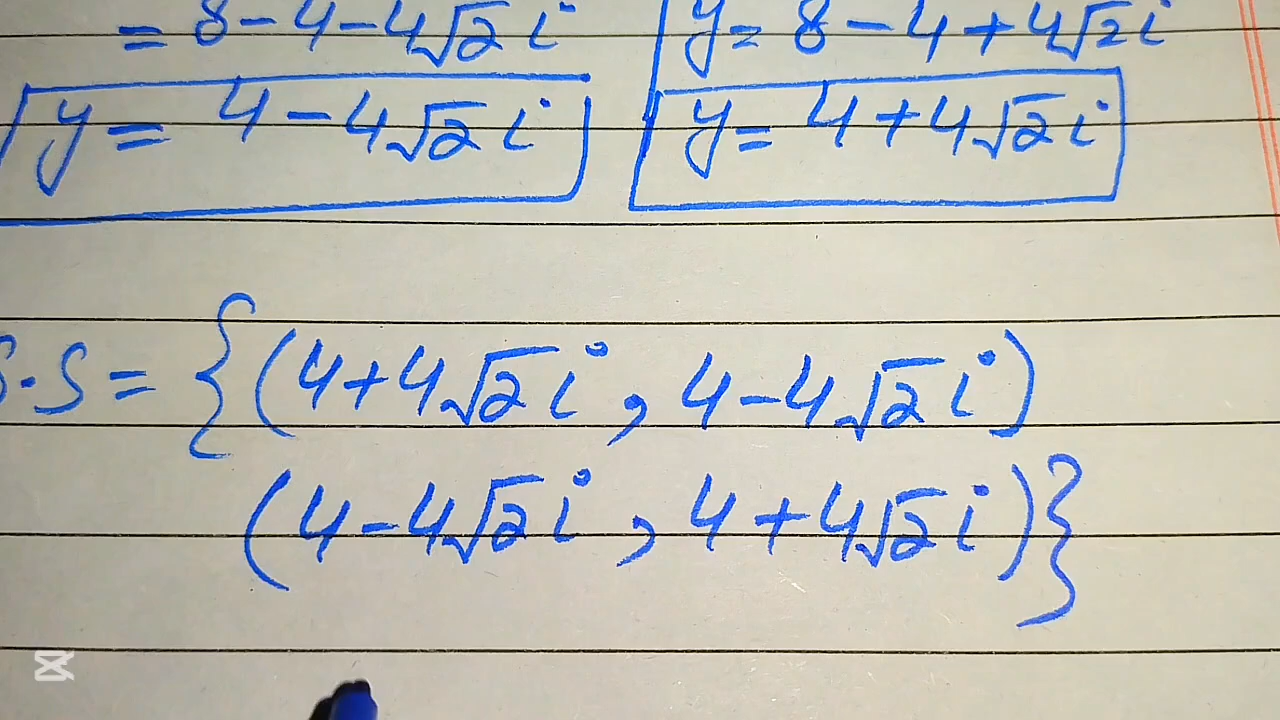 = 8 - 4 - 4√2 i
y = 4 - 4√2 i
y = 8 - 4 + 4√2 i
y = 4 + 4√2 i
S.S = {(4 + 4√2 i , 4 - 4√2 i)
(4 - 4√2 i , 4 + 4√2 i)}